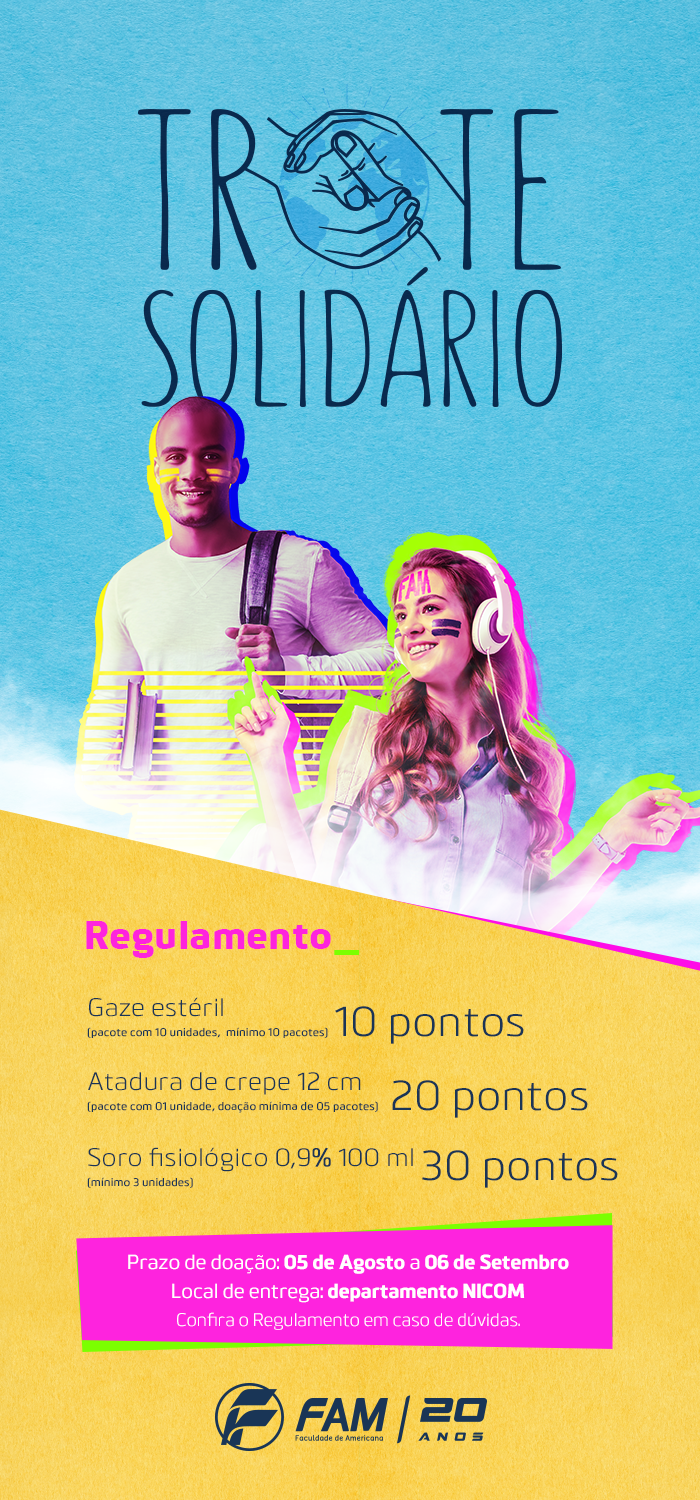 TROTE
SOLIDÁRIO
FAM
Regulamento_
Gaze estéril
(pacote com 10 unidades, mínimo 10 pacotes)
10 pontos
Atadura de crepe 12 cm
(pacote com 01 unidade, doação mínima de 05 pacotes)
20 pontos
Soro fisiológico 0,9% 100 ml
(mínimo 3 unidades)
30 pontos
Prazo de doação: 05 de Agosto a 06 de Setembro
Local de entrega: departamento NICOM
Confira o Regulamento em caso de dúvidas.
FAM
Faculdade de Americana
20
ANOS